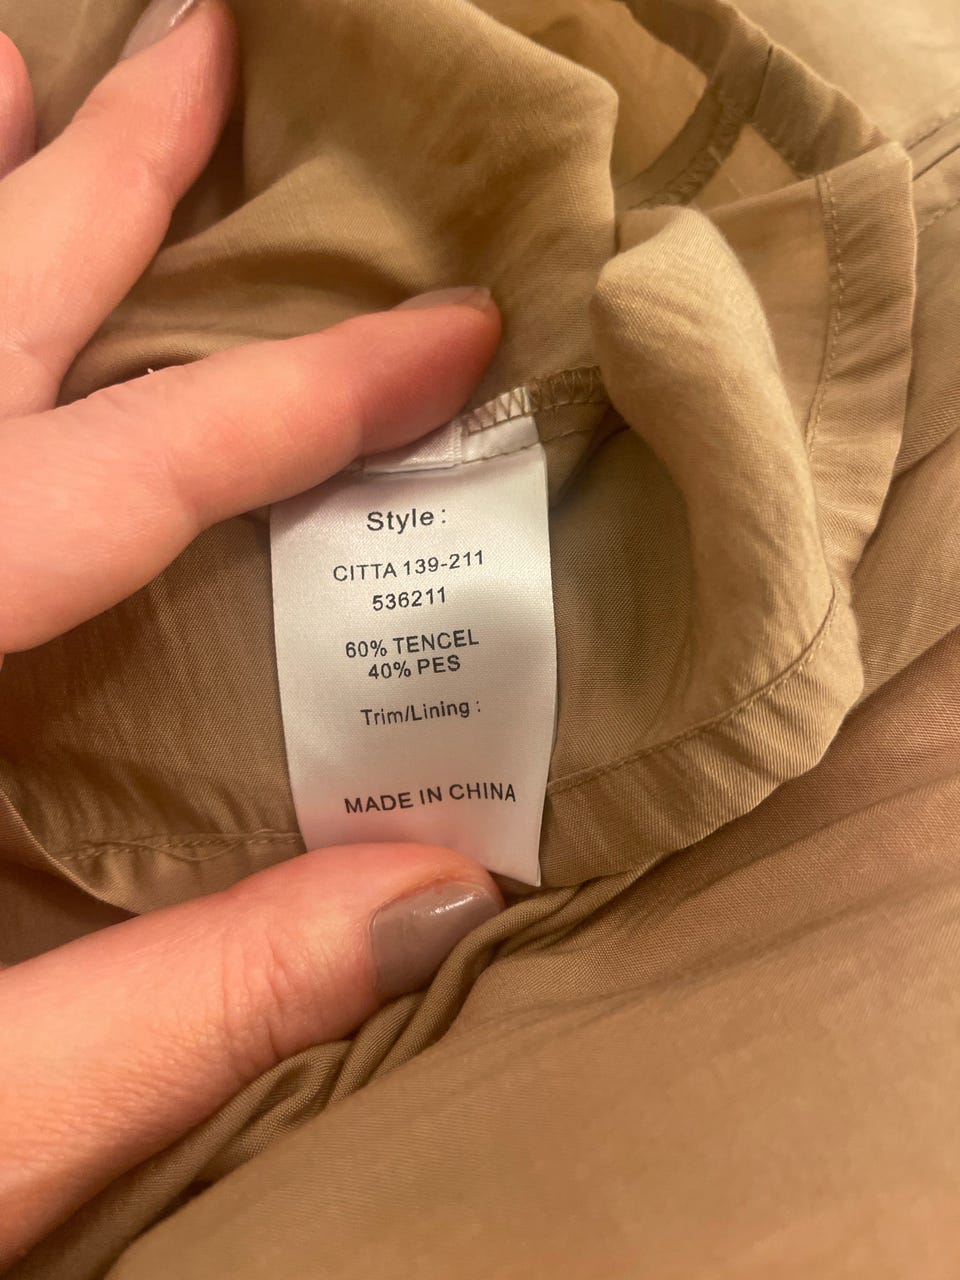 Style:
CITTA 139-211
536211
60% TENCEL
40% PES
Trim/Lining:
MADE IN CHINA